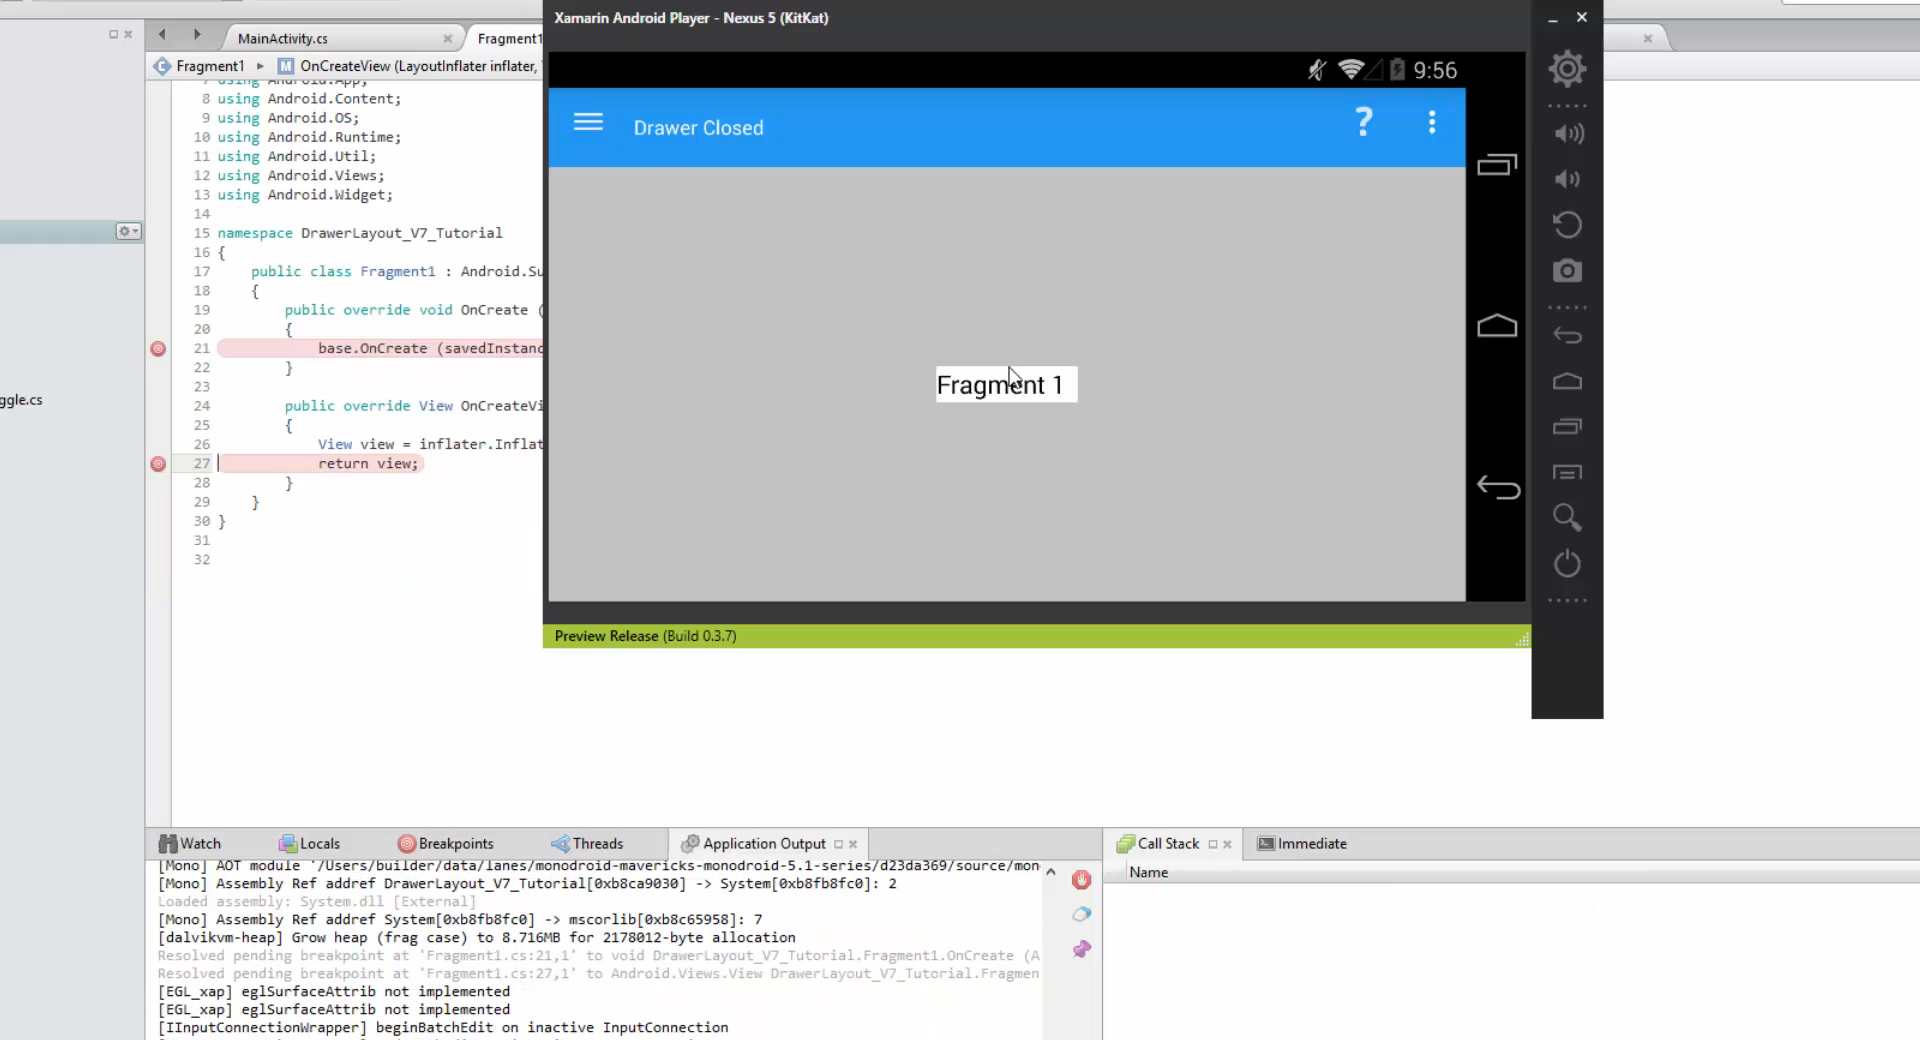 Xamarin Android Player - Nexus 5 (KitKat)
MainActivity.cs
Fragment1
Fragment1
OnCreateView (LayoutInflater inflater,
9:56
Drawer Closed
?
Fragment 1
Preview Release (Build 0.3.7)
7 using Android.App;
8 using Android.Content;
9 using Android.OS;
10 using Android.Runtime;
11 using Android.Util;
12 using Android.Views;
13 using Android.Widget;
14
15 namespace DrawerLayout_V7_Tutorial
16 {
17 public class Fragment1 : Android.Su
18 {
19 public override void OnCreate (
20 {
21 base.OnCreate (savedInstanc
22 }
23
24 public override View OnCreateVi
25 {
26 View view = inflater.Inflat
27 return view;
28 }
29 }
30 }
31
32
ggle.cs
Watch
Locals
Breakpoints
Threads
Application Output
Call Stack
Immediate
Name
[Mono] AOT module '/Users/builder/data/lanes/monodroid-mavericks-monodroid-5.1-series/d23da369/source/mon
[Mono] Assembly Ref addref DrawerLayout_V7_Tutorial[0xb8ca9030] -> System[0xb8fb8fc0]: 2
Loaded assembly: System.dll [External]
[Mono] Assembly Ref addref System[0xb8fb8fc0] -> mscorlib[0xb8c65958]: 7
[dalvikvm-heap] Grow heap (frag case) to 8.716MB for 2178012-byte allocation
Resolved pending breakpoint at 'Fragment1.cs:21,1' to void DrawerLayout_V7_Tutorial.Fragment1.OnCreate (A
Resolved pending breakpoint at 'Fragment1.cs:27,1' to Android.Views.View DrawerLayout_V7_Tutorial.Fragmen
[EGL_xap] eglSurfaceAttrib not implemented
[EGL_xap] eglSurfaceAttrib not implemented
[IInputConnectionWrapper] beginBatchEdit on inactive InputConnection